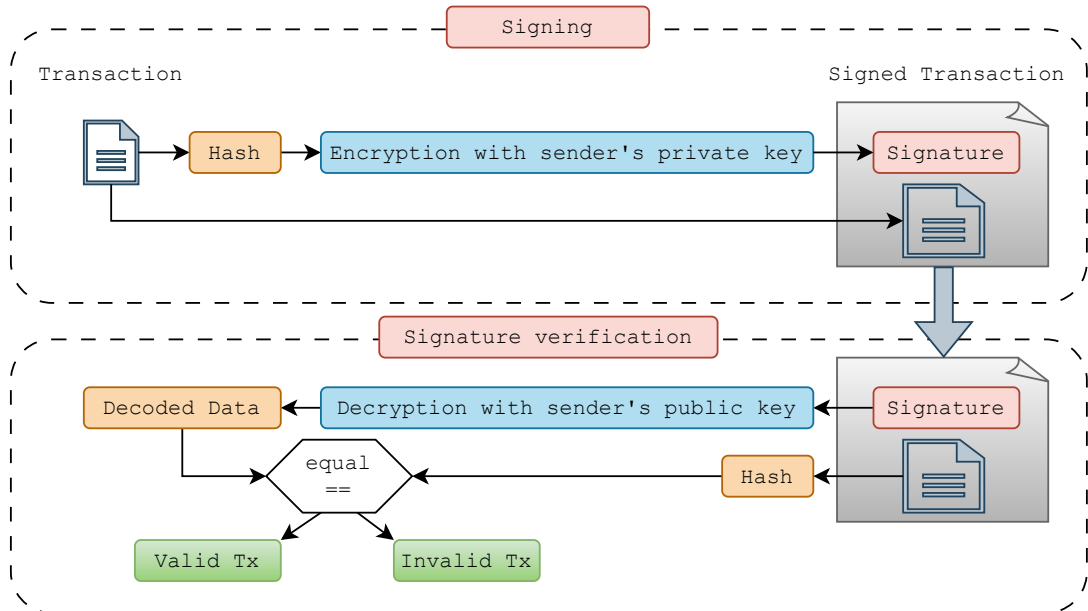 Signing
Transaction
Signed Transaction
Hash
Encryption with sender's private key
Signature
Signature verification
Decoded Data
Decryption with sender's public key
Signature
equal
==
Hash
Valid Tx
Invalid Tx